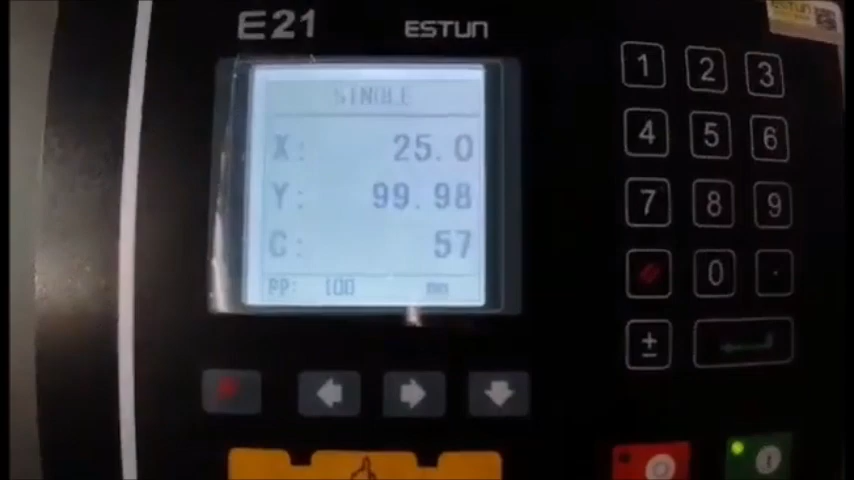 E21 ESTUN
SINGLE
X: 25.0
Y: 99.98
C: 57
PP: 100 mm
1 2 3
4 5 6
7 8 9
0 .
±
ESTUN